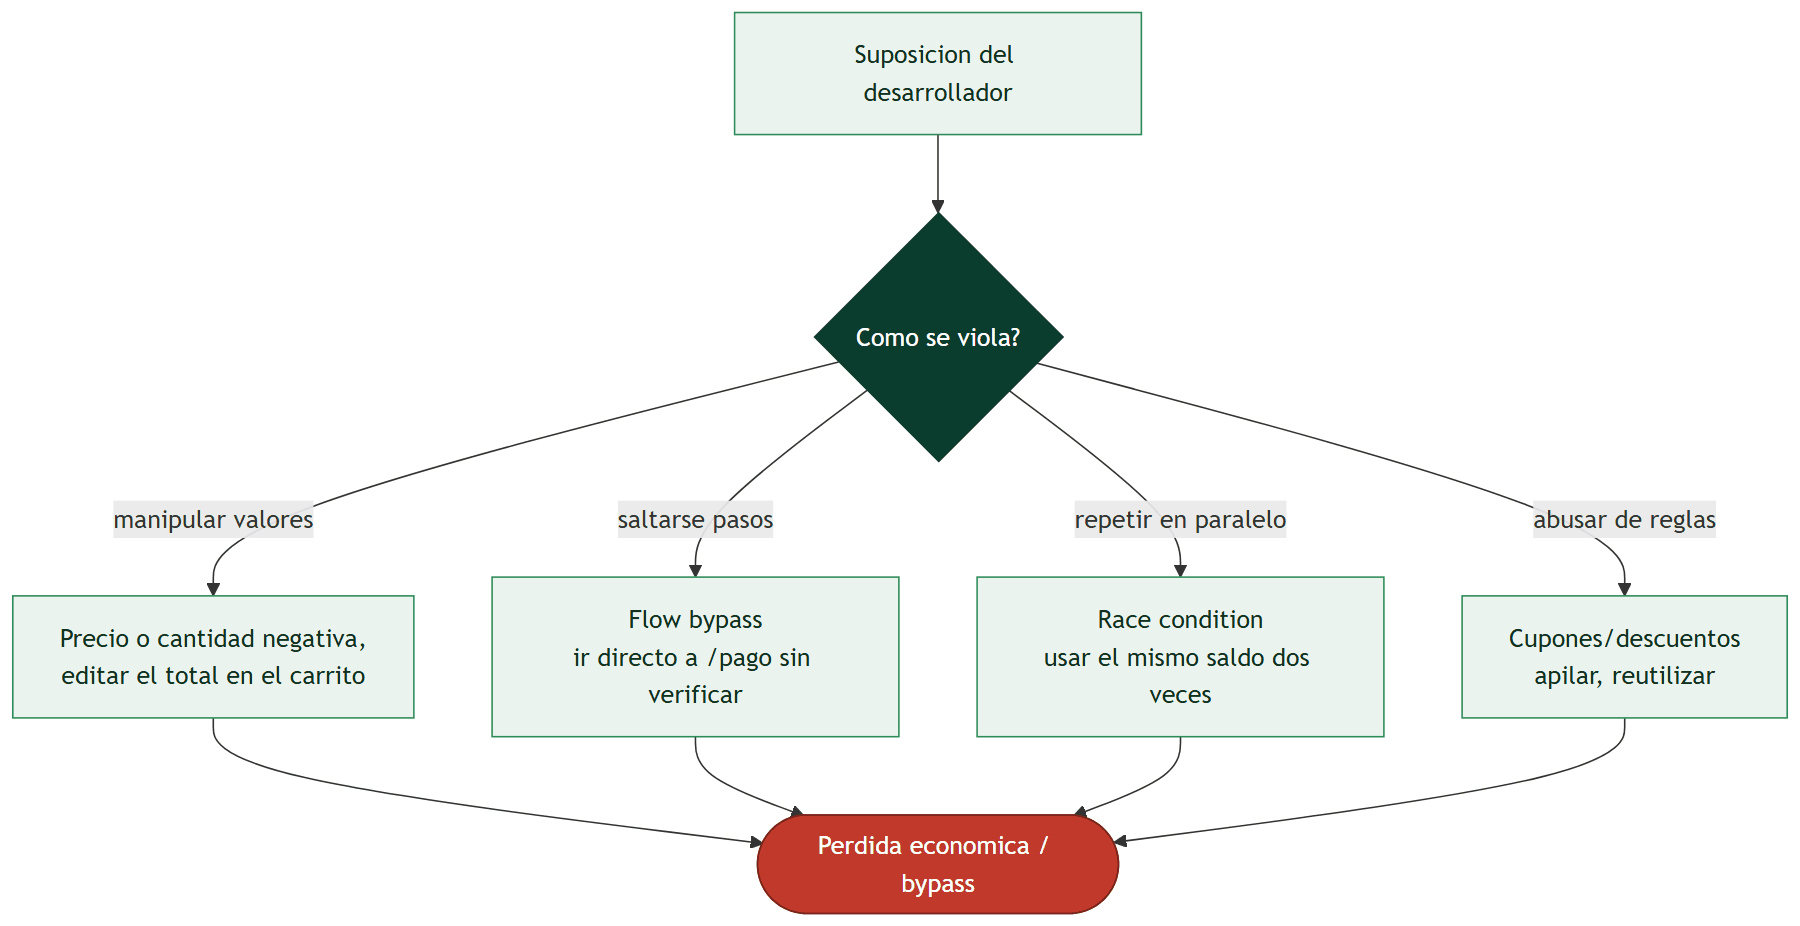 Suposicion del
desarrollador
Como se viola?
manipular valores
saltarse pasos
repetir en paralelo
abusar de reglas
Precio o cantidad negativa,
editar el total en el carrito
Flow bypass
ir directo a /pago sin
verificar
Race condition
usar el mismo saldo dos
veces
Cupones/descuentos
apilar, reutilizar
Perdida economica /
bypass